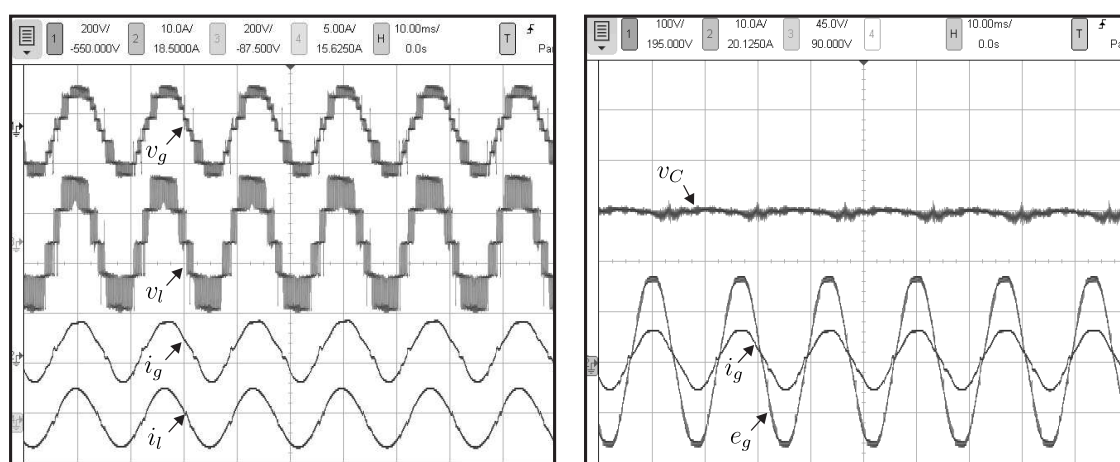 1 200V/ 2 10.0A/ 3 200V/ 4 5.00A/ H 10.00ms/ T
-550.000V 18.5000A -87.500V 15.6250A 0.0s Pa
v_g
v_l
i_g
i_l
1 100V/ 2 10.0A/ 3 45.0V/ 4 H 10.00ms/ T
195.000V 20.1250A 90.000V 0.0s P
v_C
i_g
e_g